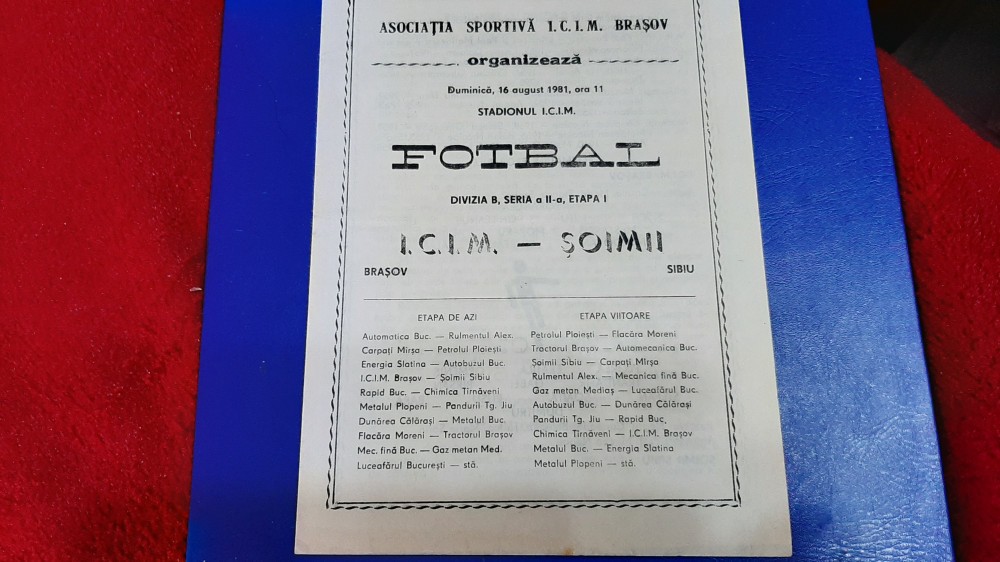 ASOCIAȚIA SPORTIVĂ I.C.I.M. BRAȘOV
organizează
Duminică, 16 august 1981, ora 11
STADIONUL I.C.I.M.
FOTBAL
DIVIZIA B, SERIA a II-a, ETAPA I
I.C.I.M. — ȘOIMII
BRAȘOV SIBIU
ETAPA DE AZI
Automatica Buc. — Rulmentul Alex.
Carpați Mîrșa — Petrolul Ploiești
Energia Slatina — Autobuzul Buc.
I.C.I.M. Brașov — Șoimii Sibiu
Rapid Buc. — Chimica Tîrnăveni
Metalul Plopeni — Pandurii Tg. Jiu
Dunărea Călărași — Metalul Buc.
Flacăra Moreni — Tractorul Brașov
Mec. fină Buc. — Gaz metan Med.
Luceafărul București — stă.
ETAPA VIITOARE
Petrolul Ploiești — Flacăra Moreni
Tractorul Brașov — Automecanica Buc.
Șoimii Sibiu — Carpați Mîrșa
Rulmentul Alex. — Mecanica fină Buc.
Gaz metan Mediaș — Luceafărul Buc.
Autobuzul Buc. — Dunărea Călărași
Pandurii Tg. Jiu — Rapid Buc.
Chimica Tîrnăveni — I.C.I.M. Brașov
Metalul Buc. — Energia Slatina
Metalul Plopeni — stă.